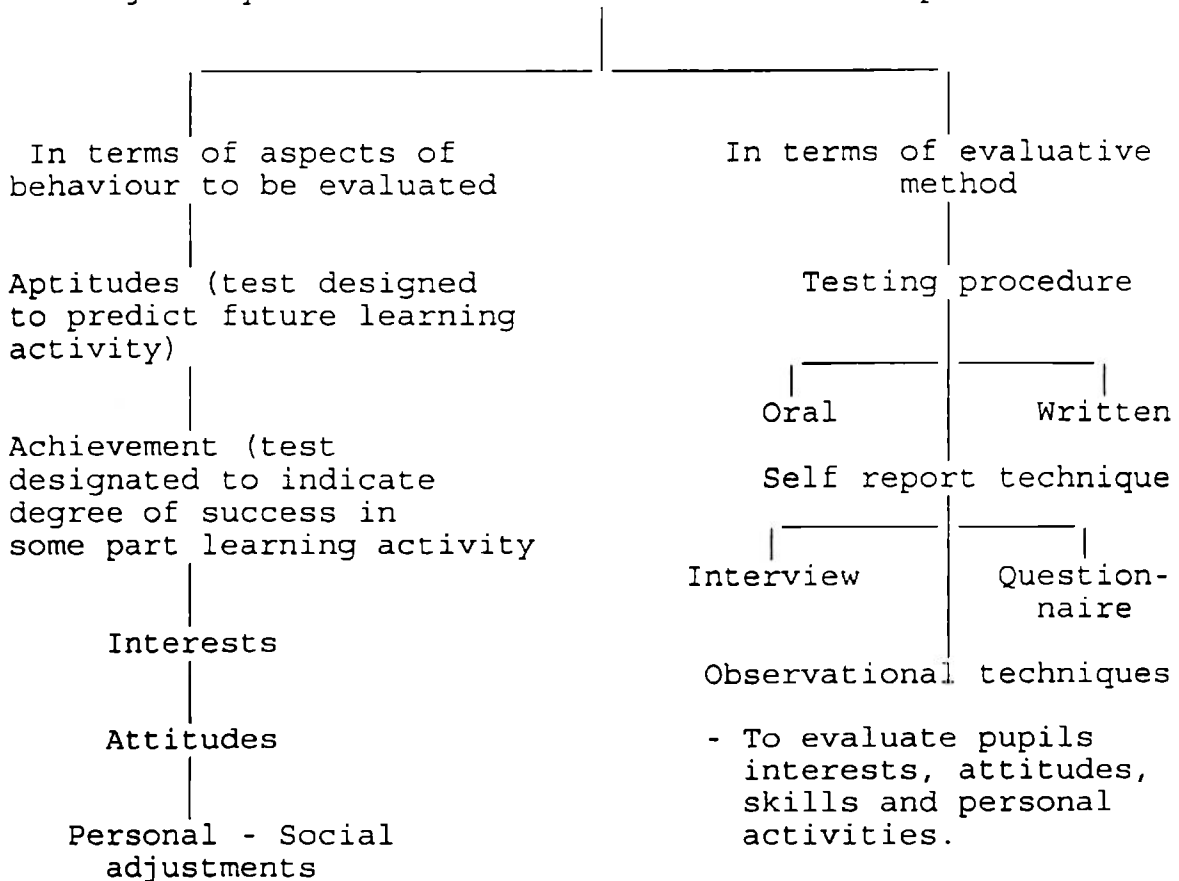 In terms of aspects of
behaviour to be evaluated
Aptitudes (test designed
to predict future learning
activity)
Achievement (test
designated to indicate
degree of success in
some part learning activity
Interests
Attitudes
Personal - Social
adjustments
In terms of evaluative
method
Testing procedure
Oral Written
Self report technique
Interview Question-
naire
Observational techniques
- To evaluate pupils
interests, attitudes,
skills and personal
activities.